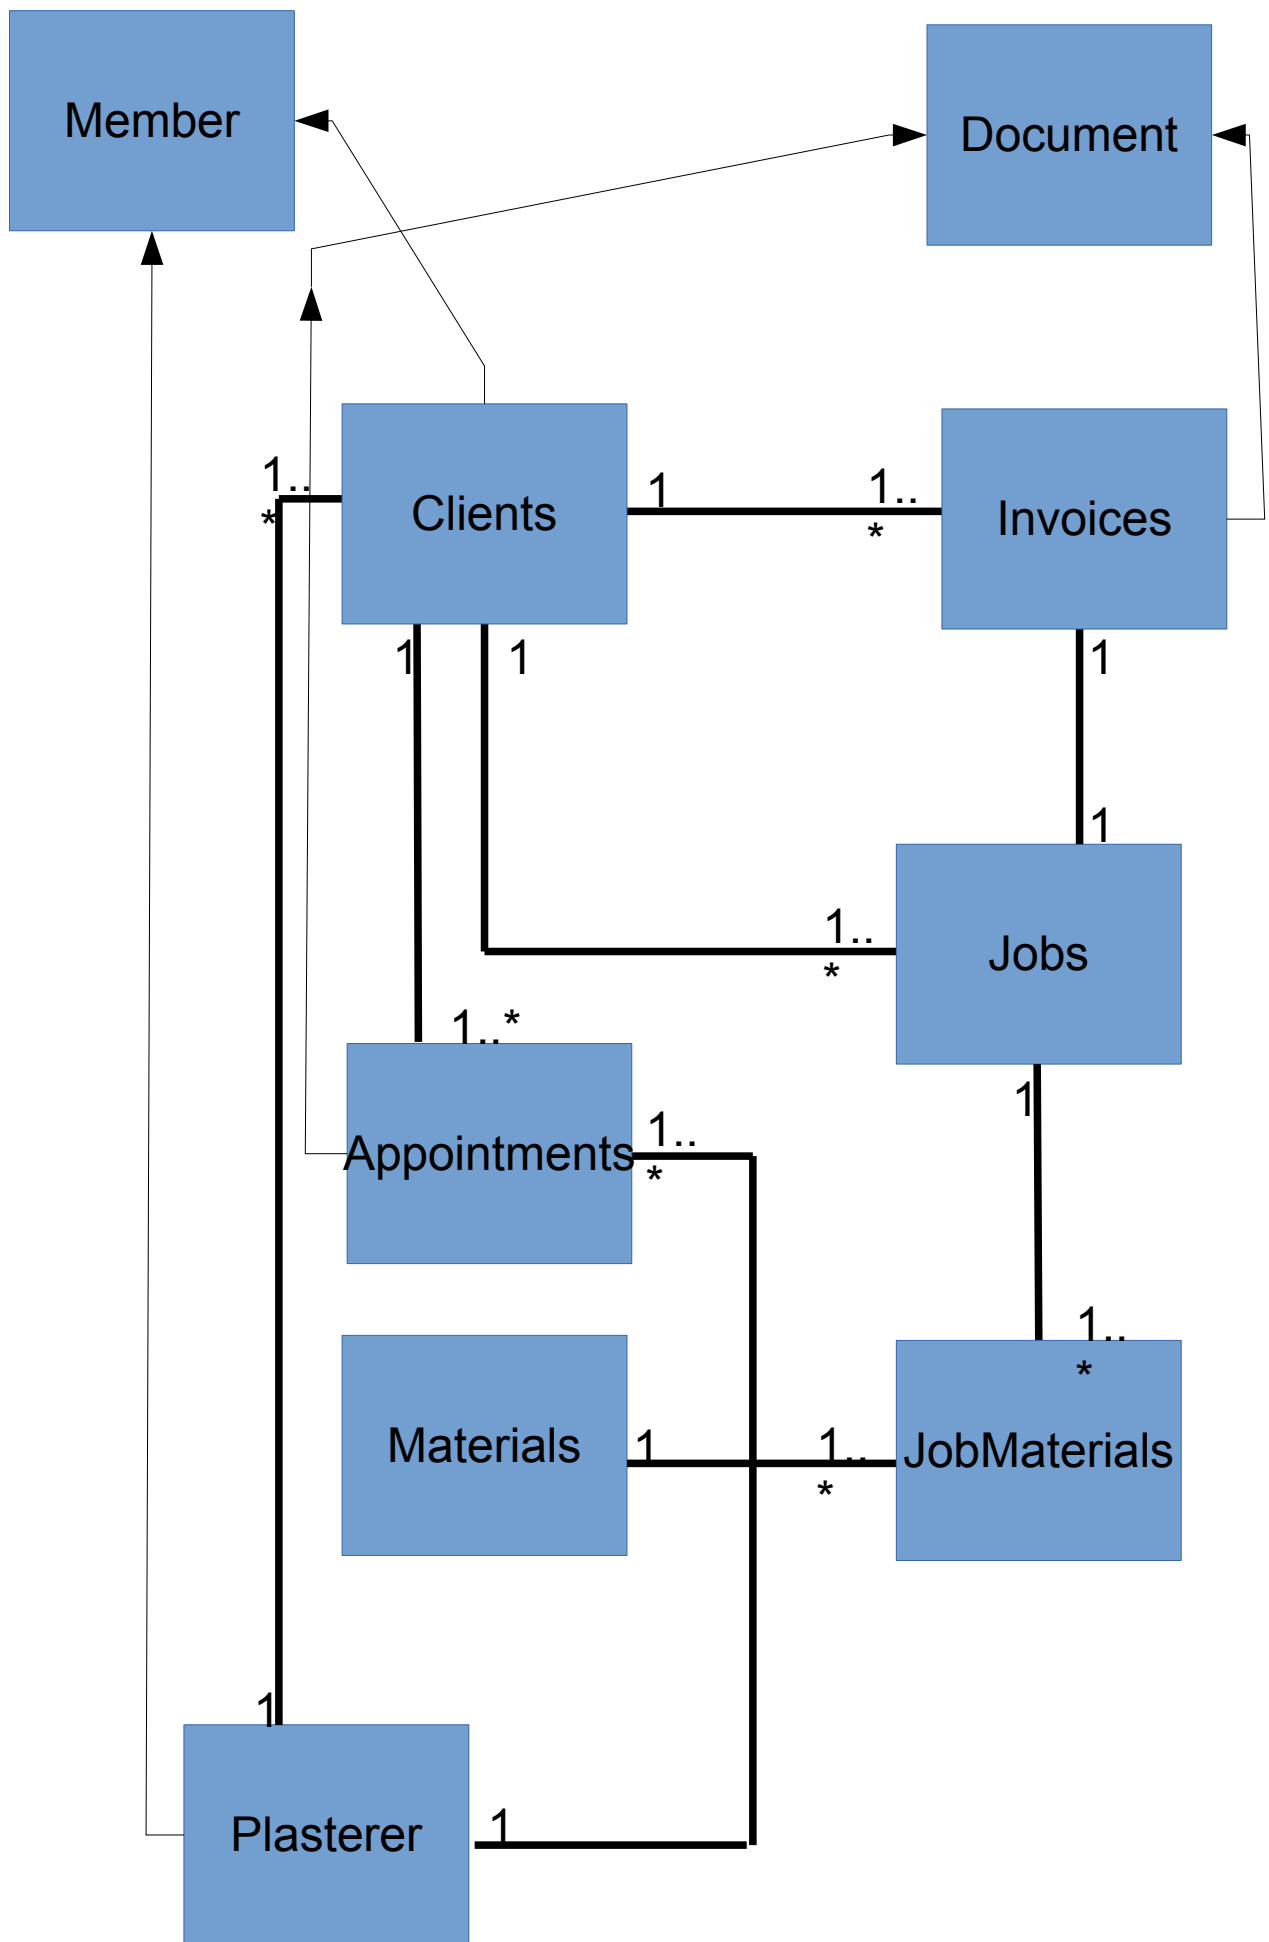 Member
Document
1..
*
Clients
1
1..
*
Invoices
1
1
1
1
1..
*
Jobs
1..*
1
Appointments
1..
*
1..
*
Materials
1
1..
*
JobMaterials
1
Plasterer
1